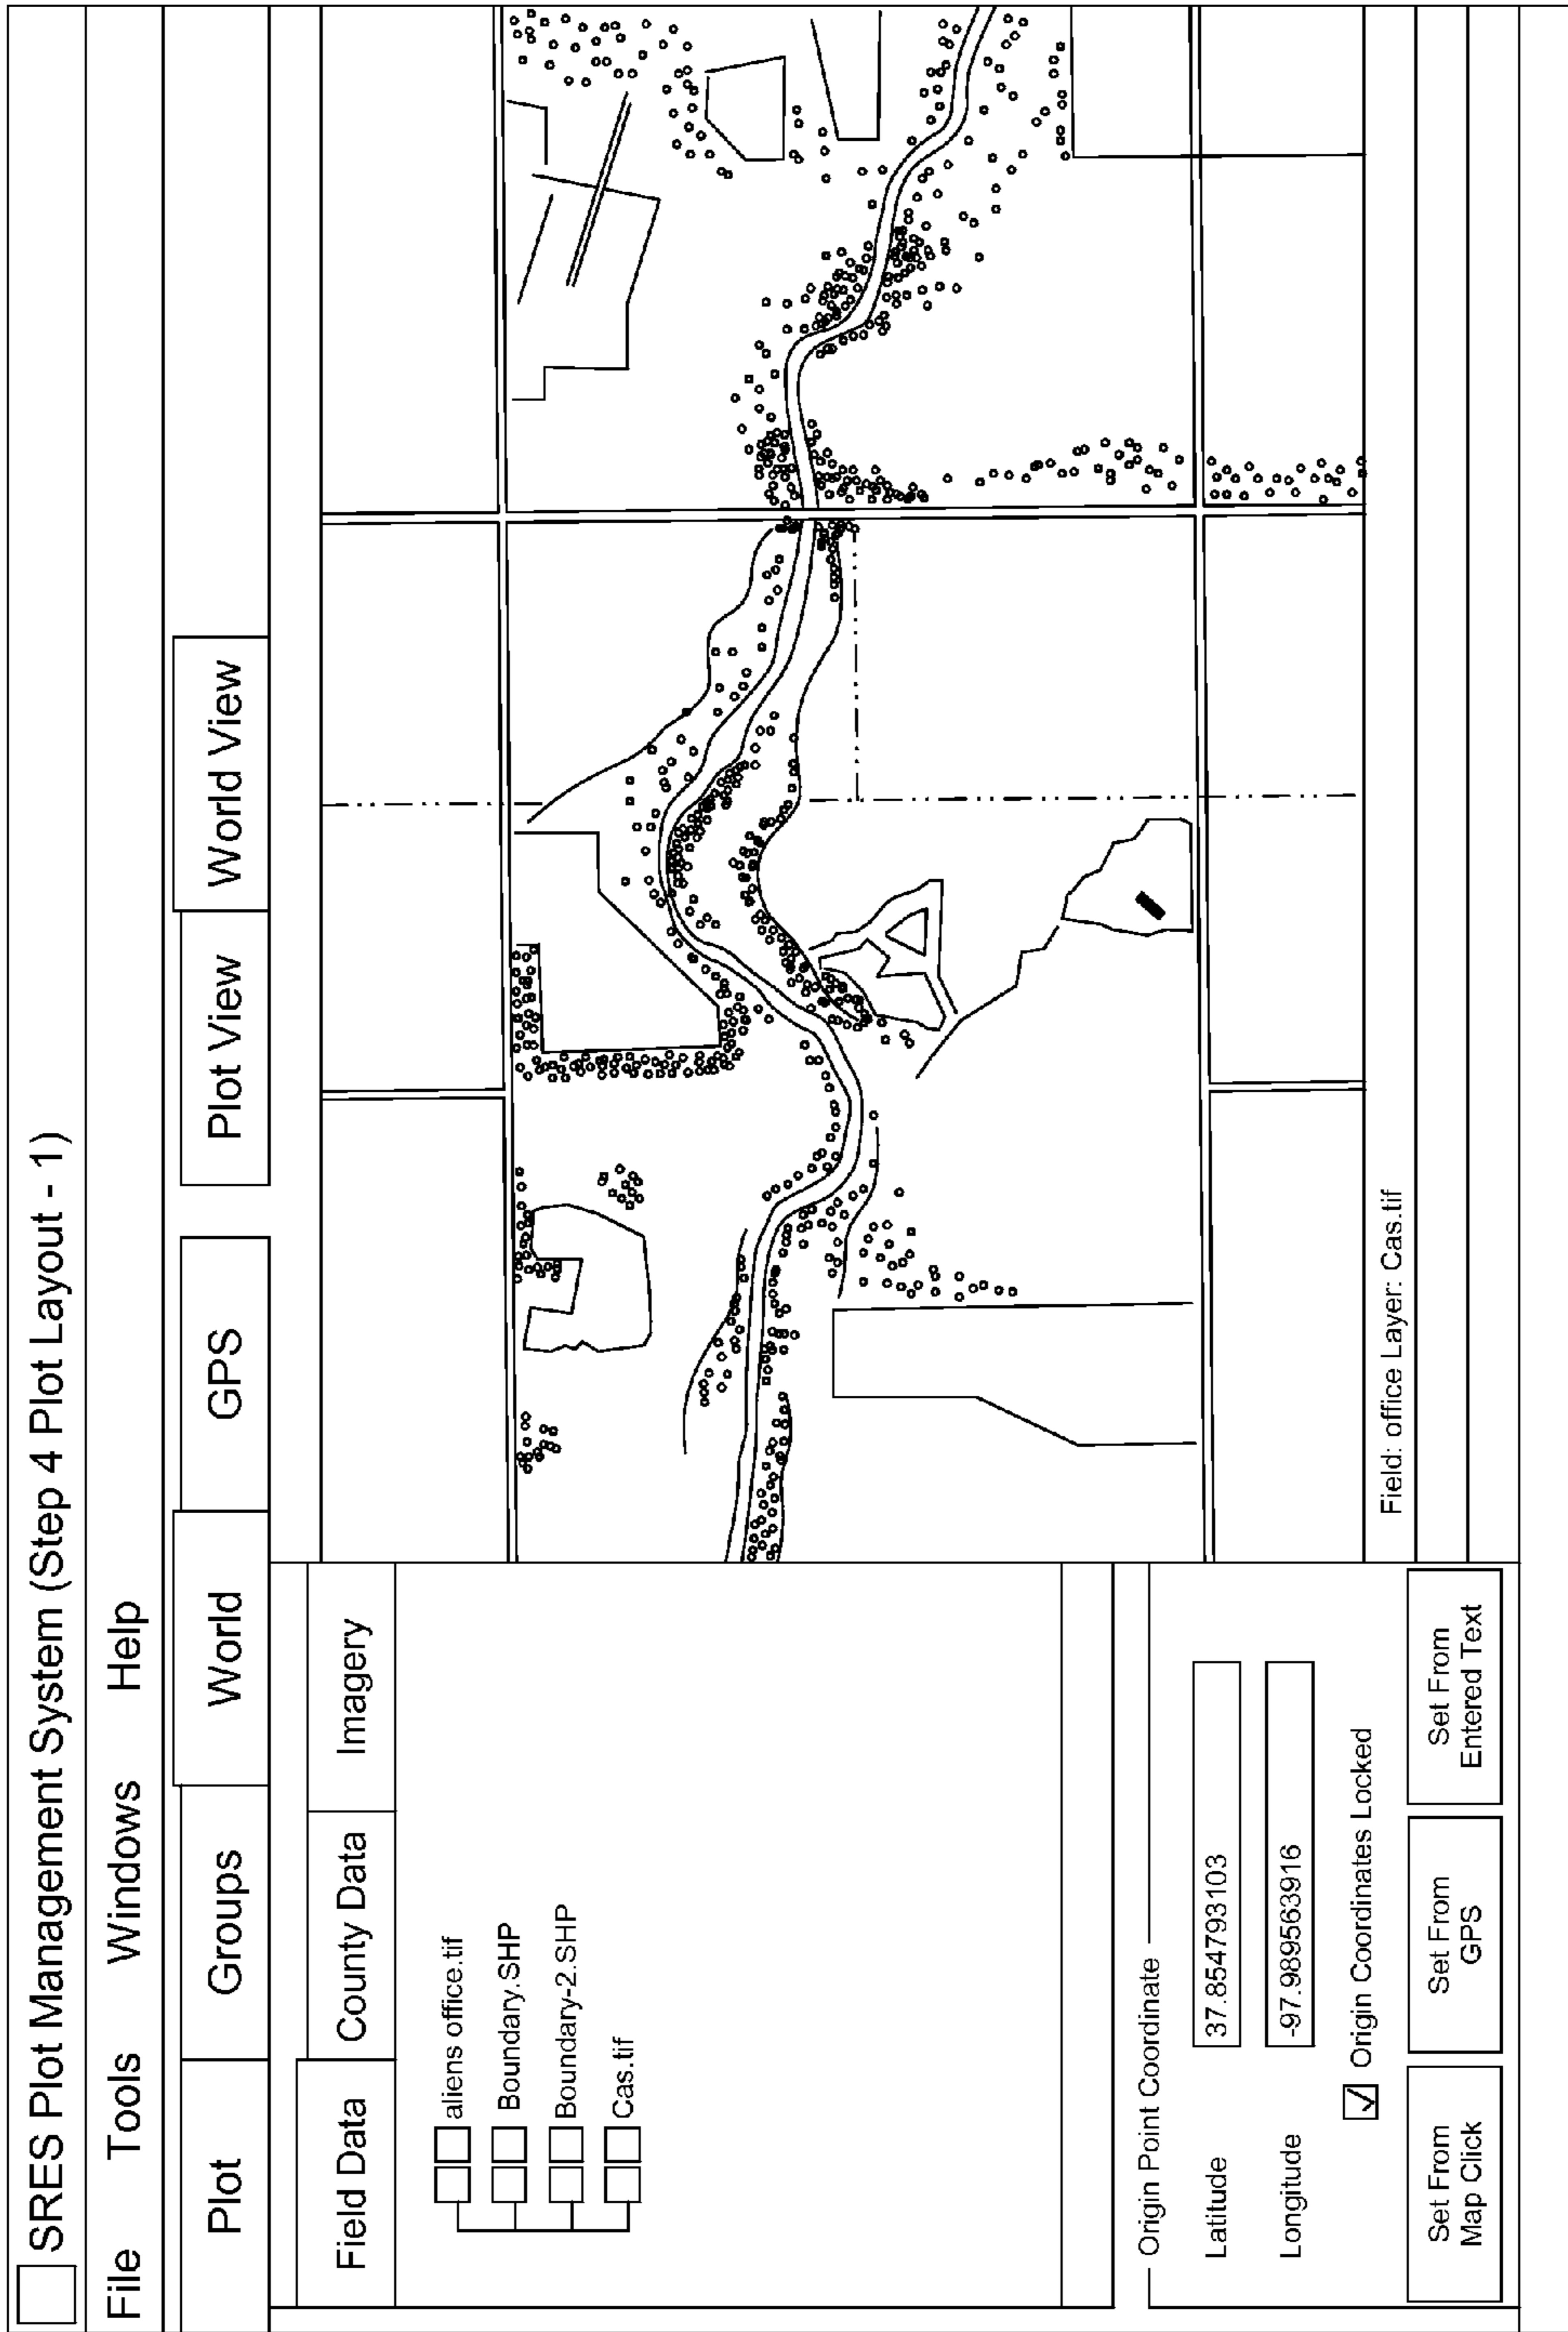 SRES Plot Management System (Step 4 Plot Layout - 1)
File Tools Windows Help
Plot Groups World GPS Plot View World View
Field Data County Data Imagery
aliens office.tif
Boundary.SHP
Boundary-2.SHP
Cas.tif
Origin Point Coordinate
Latitude 37.854793103
Longitude -97.989563916
Origin Coordinates Locked
Set From
Map Click
Set From
GPS
Set From
Entered Text
Field: office Layer: Cas.tif